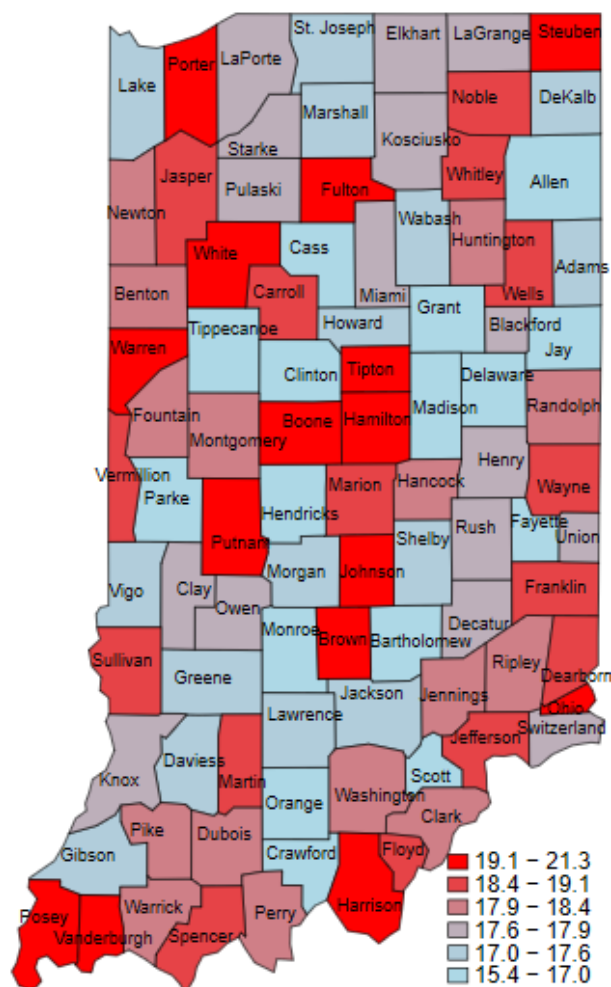 St. Joseph
Elkhart
LaGrange
Steuben
Porter
LaPorte
Lake
Noble
DeKalb
Marshall
Kosciusko
Starke
Jasper
Pulaski
Fulton
Whitley
Allen
Newton
Wabash
Huntington
White
Cass
Adams
Benton
Carroll
Miami
Wells
Grant
Howard
Blackford
Tippecanoe
Jay
Warren
Clinton
Tipton
Delaware
Fountain
Boone
Hamilton
Madison
Randolph
Montgomery
Henry
Vermillion
Marion
Hancock
Wayne
Parke
Hendricks
Rush
Fayette
Union
Putnam
Shelby
Johnson
Morgan
Vigo
Clay
Owen
Franklin
Monroe
Brown
Bartholomew
Decatur
Sullivan
Ripley
Dearborn
Greene
Jackson
Jennings
Ohio
Lawrence
Switzerland
Jefferson
Daviess
Knox
Martin
Scott
Orange
Washington
Clark
Pike
Dubois
Gibson
Crawford
Floyd
Posey
Warrick
Perry
Harrison
Vanderburgh
Spencer
19.1 − 21.3
18.4 − 19.1
17.9 − 18.4
17.6 − 17.9
17.0 − 17.6
15.4 − 17.0